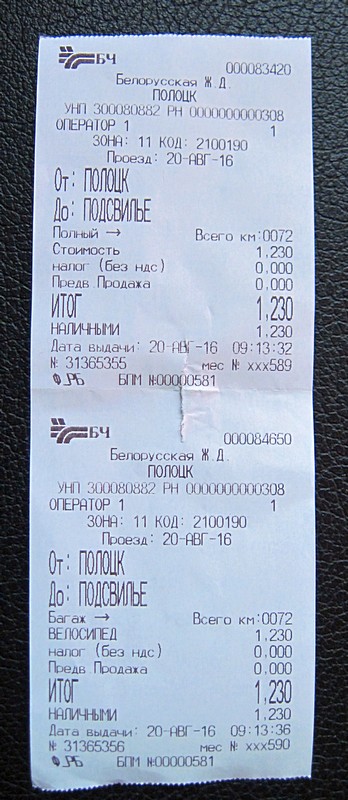 БЧ 000083420
Белорусская Ж.Д.
ПОЛОЦК
УНП 300080882 РН 0000000000308
ОПЕРАТОР 1 1
ЗОНА: 11 КОД: 2100190
Проезд: 20-АВГ-16
От: ПОЛОЦК
До: ПОДСВИЛЬЕ
Полный → Всего км:0072
Стоимость 1,230
налог (без ндс) 0,000
Предв Продажа 0,000
ИТОГ 1,230
НАЛИЧНЫМИ 1,230
Дата выдачи: 20-АВГ-16 09:13:32
№ 31365355 мес № xxx589
РБ БПМ №00000581
БЧ 000084650
Белорусская Ж.Д.
ПОЛОЦК
УНП 300080882 РН 0000000000308
ОПЕРАТОР 1 1
ЗОНА: 11 КОД: 2100190
Проезд: 20-АВГ-16
От: ПОЛОЦК
До: ПОДСВИЛЬЕ
Багаж → Всего км:0072
ВЕЛОСИПЕД 1,230
налог (без ндс) 0,000
Предв Продажа 0,000
ИТОГ 1,230
НАЛИЧНЫМИ 1,230
Дата выдачи: 20-АВГ-16 09:13:36
№ 31365356 мес № xxx590
РБ БПМ №00000581